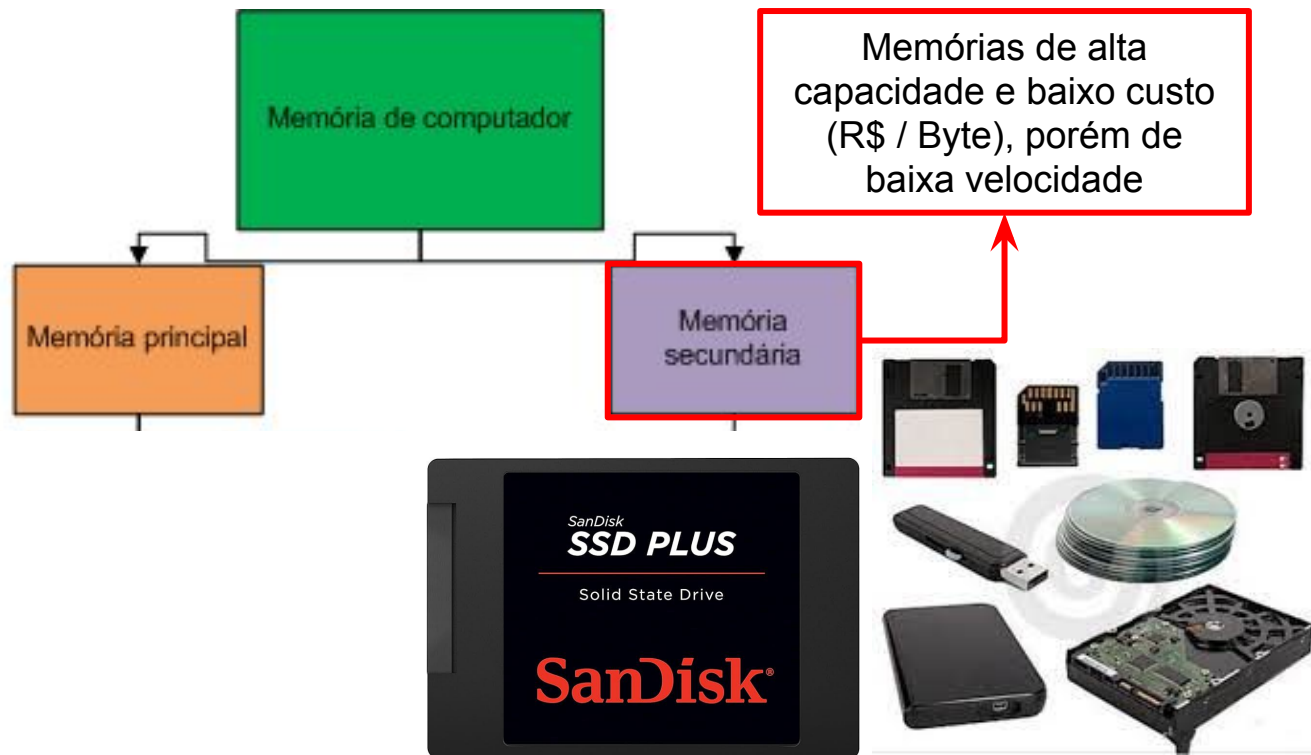 Memória de computador
Memórias de alta
capacidade e baixo custo
(R$ / Byte), porém de
baixa velocidade
Memória principal
Memória
secundária
SanDisk
SSD PLUS
Solid State Drive
SanDisk®